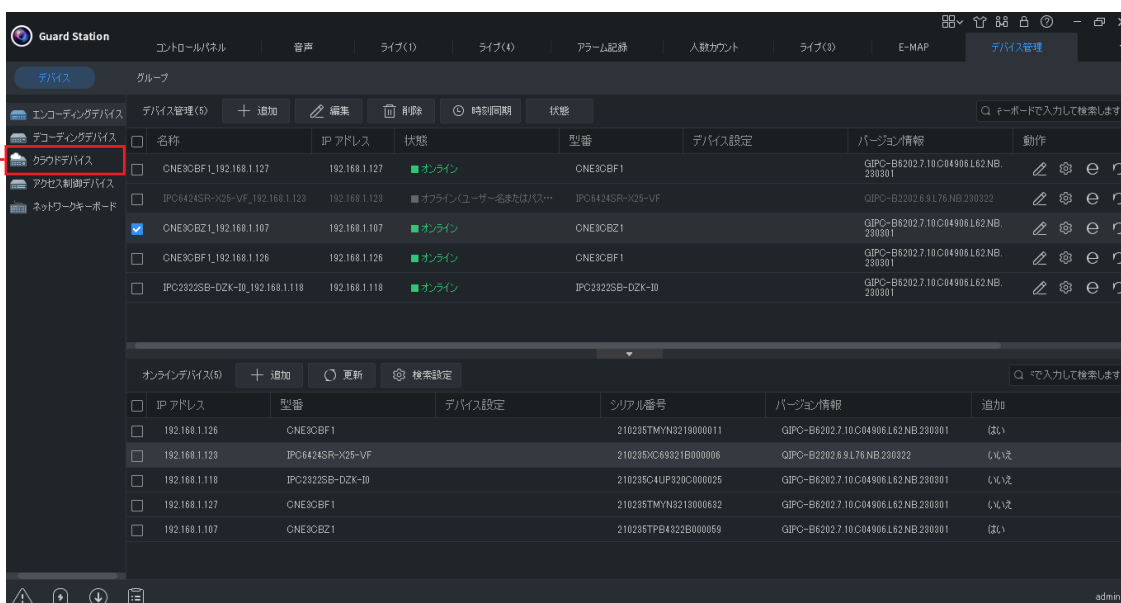 Guard Station
コントロールパネル 音声 ライブ(1) ライブ(4) アラーム記録 人数カウント ライブ(3) E-MAP デバイス管理
デバイス グループ
エンコーディングデバイス
デコーディングデバイス
クラウドデバイス
アクセス制御デバイス
ネットワークキーボード
デバイス管理(5) 追加 編集 削除 時刻同期 状態 キーボードで入力して検索します
名称 IP アドレス 状態 型番 デバイス設定 バージョン情報 動作
CNE3CBF1_192.168.1.127 192.168.1.127 オンライン CNE3CBF1 GIPC-B6202.7.10.C04906.L62.NB.
230301
IPC6424SR-X25-VF_192.168.1.123 192.168.1.123 オフライン(ユーザー名またはパス… IPC6424SR-X25-VF QIPC-B2202.6.9.L76.NB.230322
CNE3CBZ1_192.168.1.107 192.168.1.107 オンライン CNE3CBZ1 GIPC-B6202.7.10.C04906.L62.NB.
230301
CNE3CBF1_192.168.1.126 192.168.1.126 オンライン CNE3CBF1 GIPC-B6202.7.10.C04906.L62.NB.
230301
IPC2322SB-DZK-I0_192.168.1.118 192.168.1.118 オンライン IPC2322SB-DZK-I0 GIPC-B6202.7.10.C04906.L62.NB.
230301
オンラインデバイス(5) 追加 更新 検索設定 で入力して検索します
IP アドレス 型番 デバイス設定 シリアル番号 バージョン情報 追加
192.168.1.126 CNE3CBF1 210235TMYN3219000011 GIPC-B6202.7.10.C04906.L62.NB.230301 はい
192.168.1.123 IPC6424SR-X25-VF 210235XC69321B000006 QIPC-B2202.6.9.L76.NB.230322 いいえ
192.168.1.118 IPC2322SB-DZK-I0 210235C4UP320C000025 GIPC-B6202.7.10.C04906.L62.NB.230301 いいえ
192.168.1.127 CNE3CBF1 210235TMYN3213000632 GIPC-B6202.7.10.C04906.L62.NB.230301 いいえ
192.168.1.107 CNE3CBZ1 210235TPB4322B000059 GIPC-B6202.7.10.C04906.L62.NB.230301 はい
admin